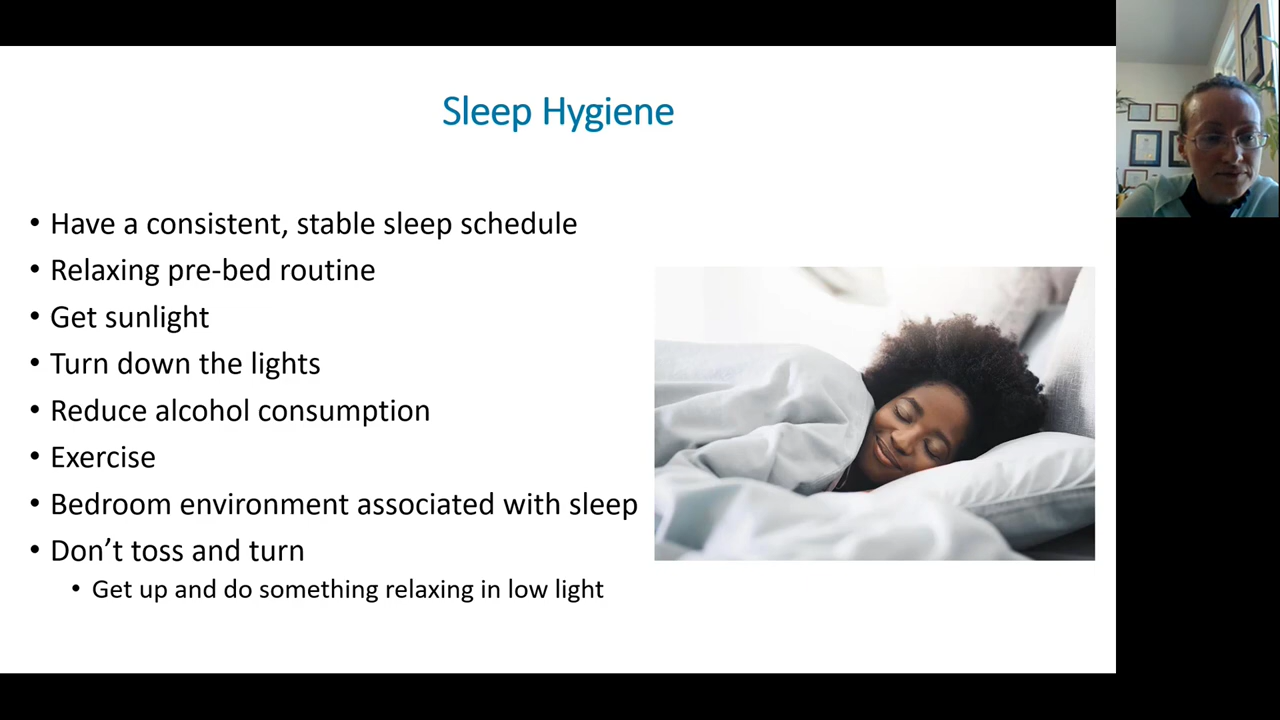 Sleep Hygiene
• Have a consistent, stable sleep schedule
• Relaxing pre-bed routine
• Get sunlight
• Turn down the lights
• Reduce alcohol consumption
• Exercise
• Bedroom environment associated with sleep
• Don’t toss and turn
• Get up and do something relaxing in low light